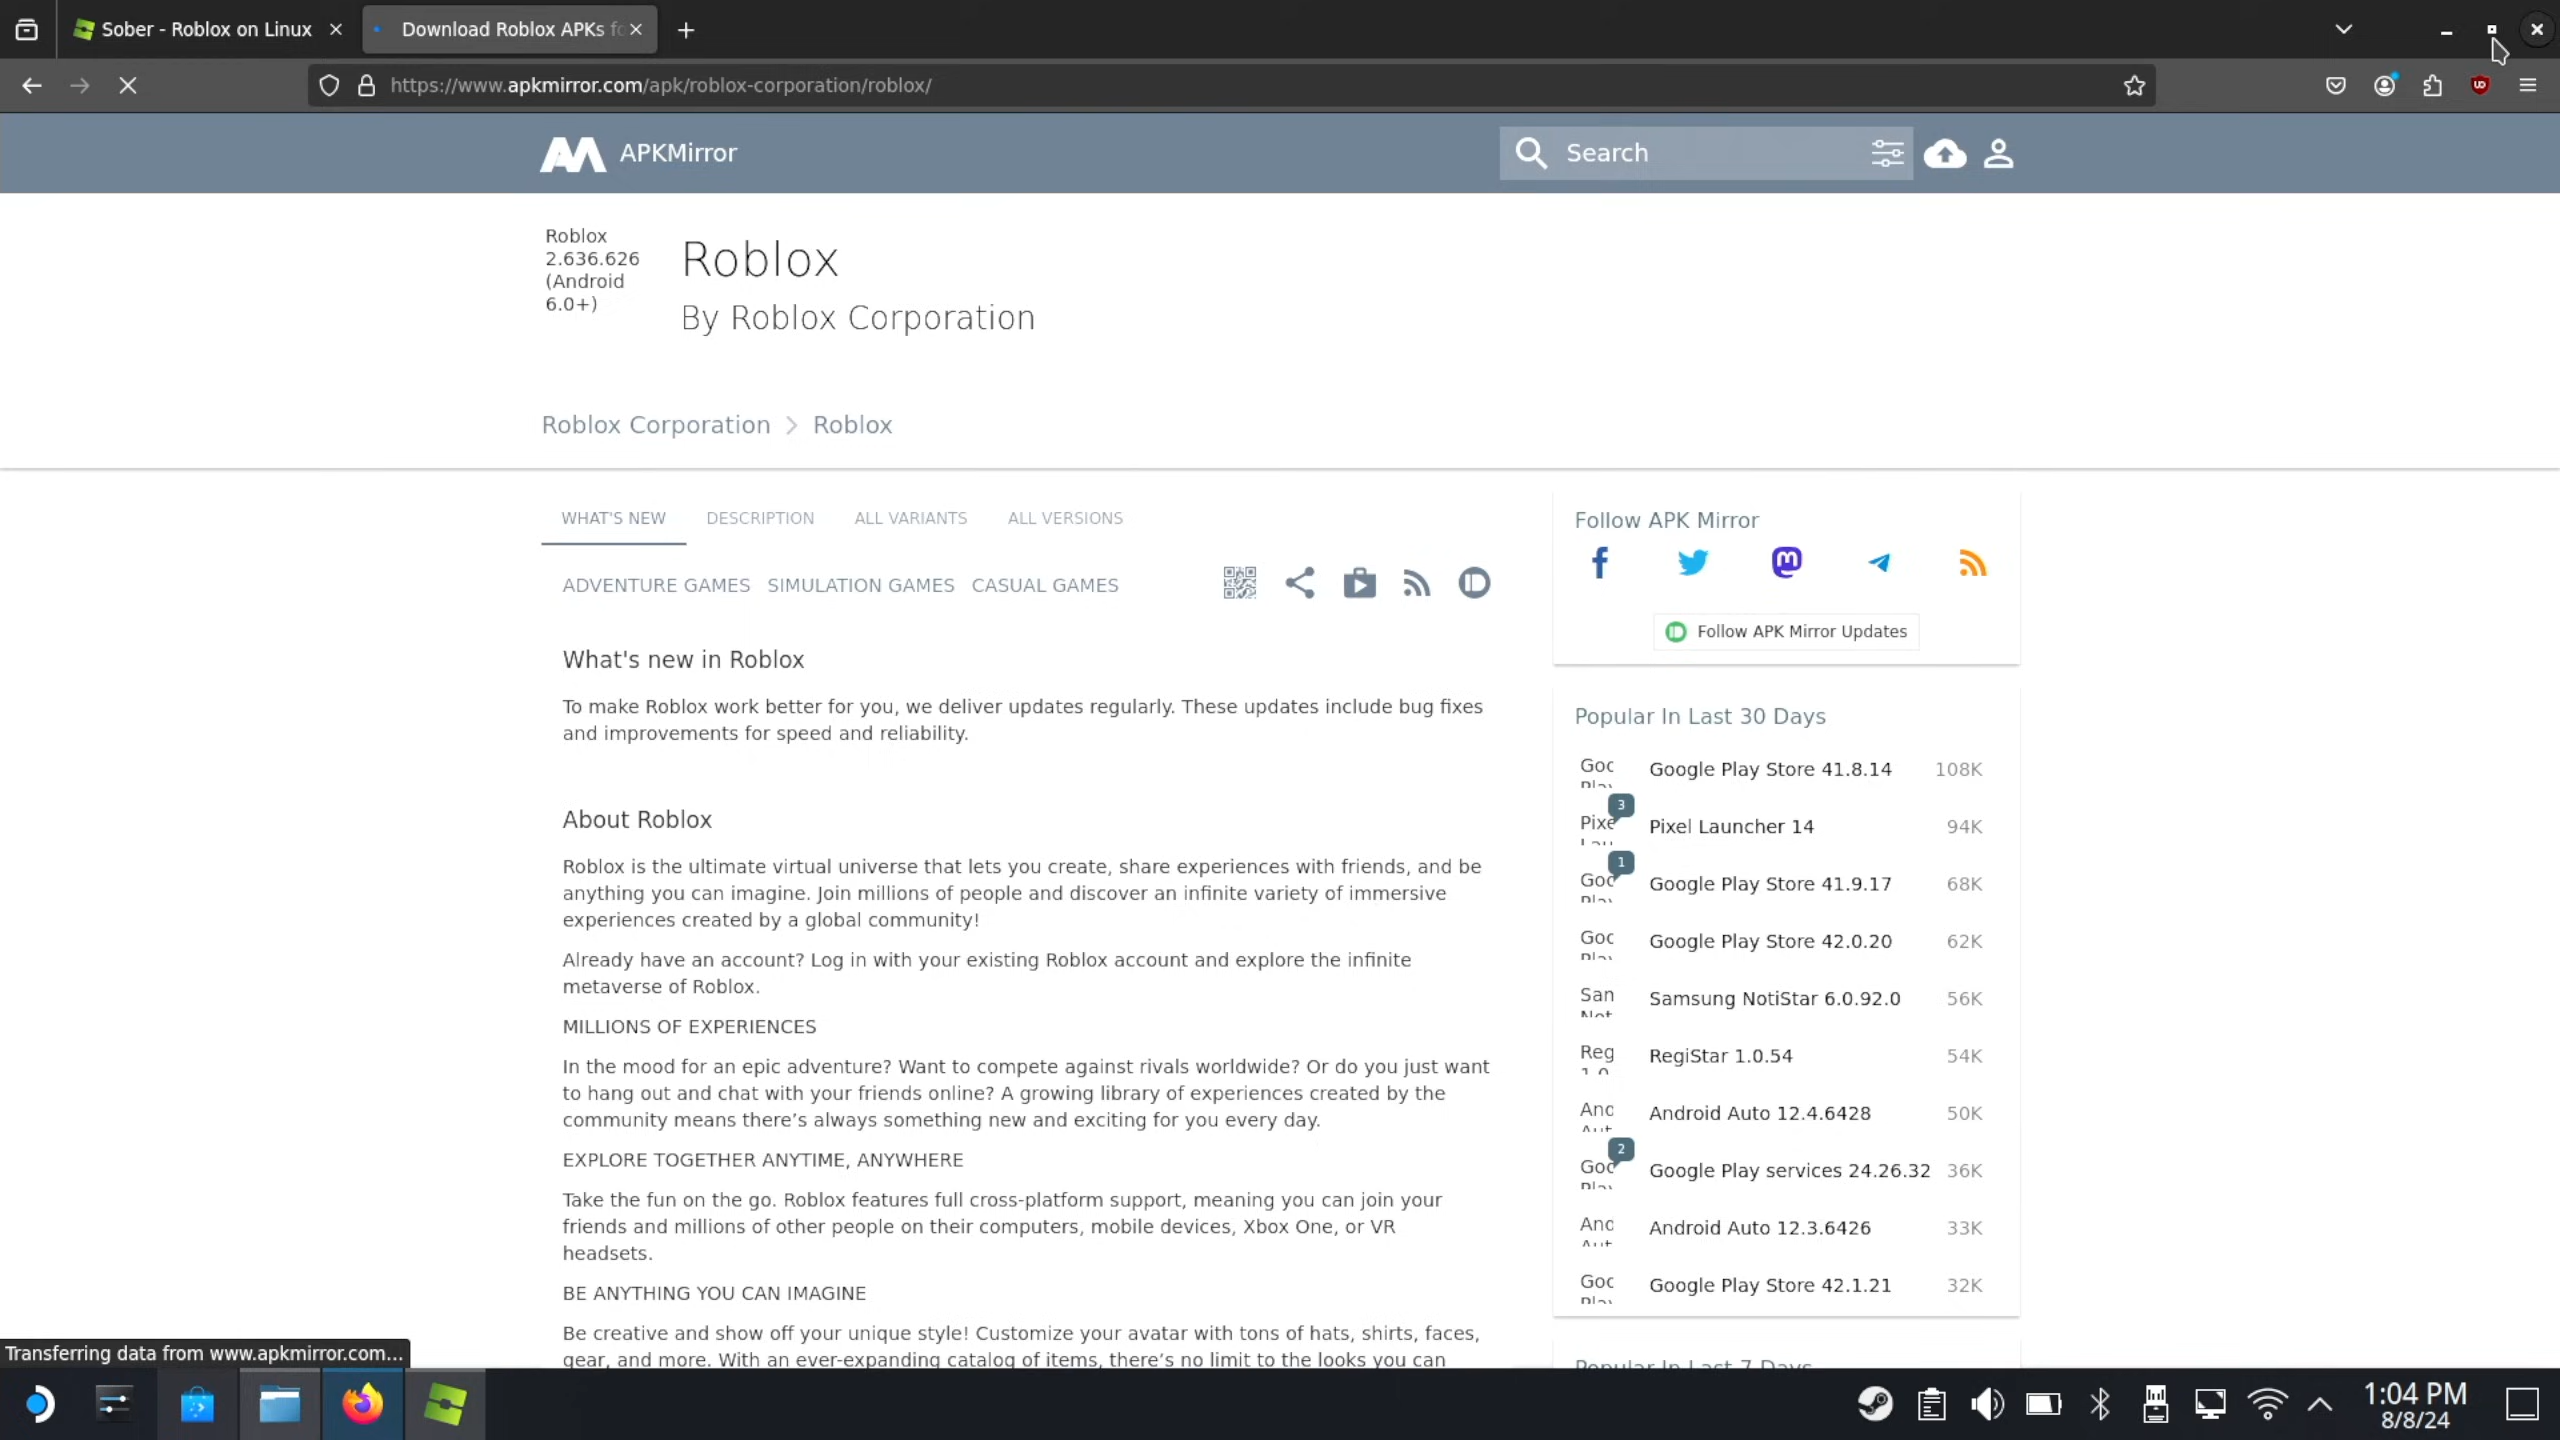 Sober - Roblox on Linux
Download Roblox APKs fo
https://www.apkmirror.com/apk/roblox-corporation/roblox/
APKMirror
Search
Roblox
2.636.626
(Android
6.0+)
Roblox
By Roblox Corporation
Roblox Corporation
Roblox
WHAT'S NEW
DESCRIPTION
ALL VARIANTS
ALL VERSIONS
ADVENTURE GAMES
SIMULATION GAMES
CASUAL GAMES
What's new in Roblox
To make Roblox work better for you, we deliver updates regularly. These updates include bug fixes
and improvements for speed and reliability.
About Roblox
Roblox is the ultimate virtual universe that lets you create, share experiences with friends, and be
anything you can imagine. Join millions of people and discover an infinite variety of immersive
experiences created by a global community!
Already have an account? Log in with your existing Roblox account and explore the infinite
metaverse of Roblox.
MILLIONS OF EXPERIENCES
In the mood for an epic adventure? Want to compete against rivals worldwide? Or do you just want
to hang out and chat with your friends online? A growing library of experiences created by the
community means there’s always something new and exciting for you every day.
EXPLORE TOGETHER ANYTIME, ANYWHERE
Take the fun on the go. Roblox features full cross-platform support, meaning you can join your
friends and millions of other people on their computers, mobile devices, Xbox One, or VR
headsets.
BE ANYTHING YOU CAN IMAGINE
Be creative and show off your unique style! Customize your avatar with tons of hats, shirts, faces,
gear, and more. With an ever-expanding catalog of items, there’s no limit to the looks you can
Follow APK Mirror
Follow APK Mirror Updates
Popular In Last 30 Days
Google Play Store 41.8.14 108K
3
Pixel Launcher 14 94K
1
Google Play Store 41.9.17 68K
Google Play Store 42.0.20 62K
Samsung NotiStar 6.0.92.0 56K
RegiStar 1.0.54 54K
Android Auto 12.4.6428 50K
2
Google Play services 24.26.32 36K
Android Auto 12.3.6426 33K
Google Play Store 42.1.21 32K
Popular In Last 7 Days
Transferring data from www.apkmirror.com...
1:04 PM
8/8/24